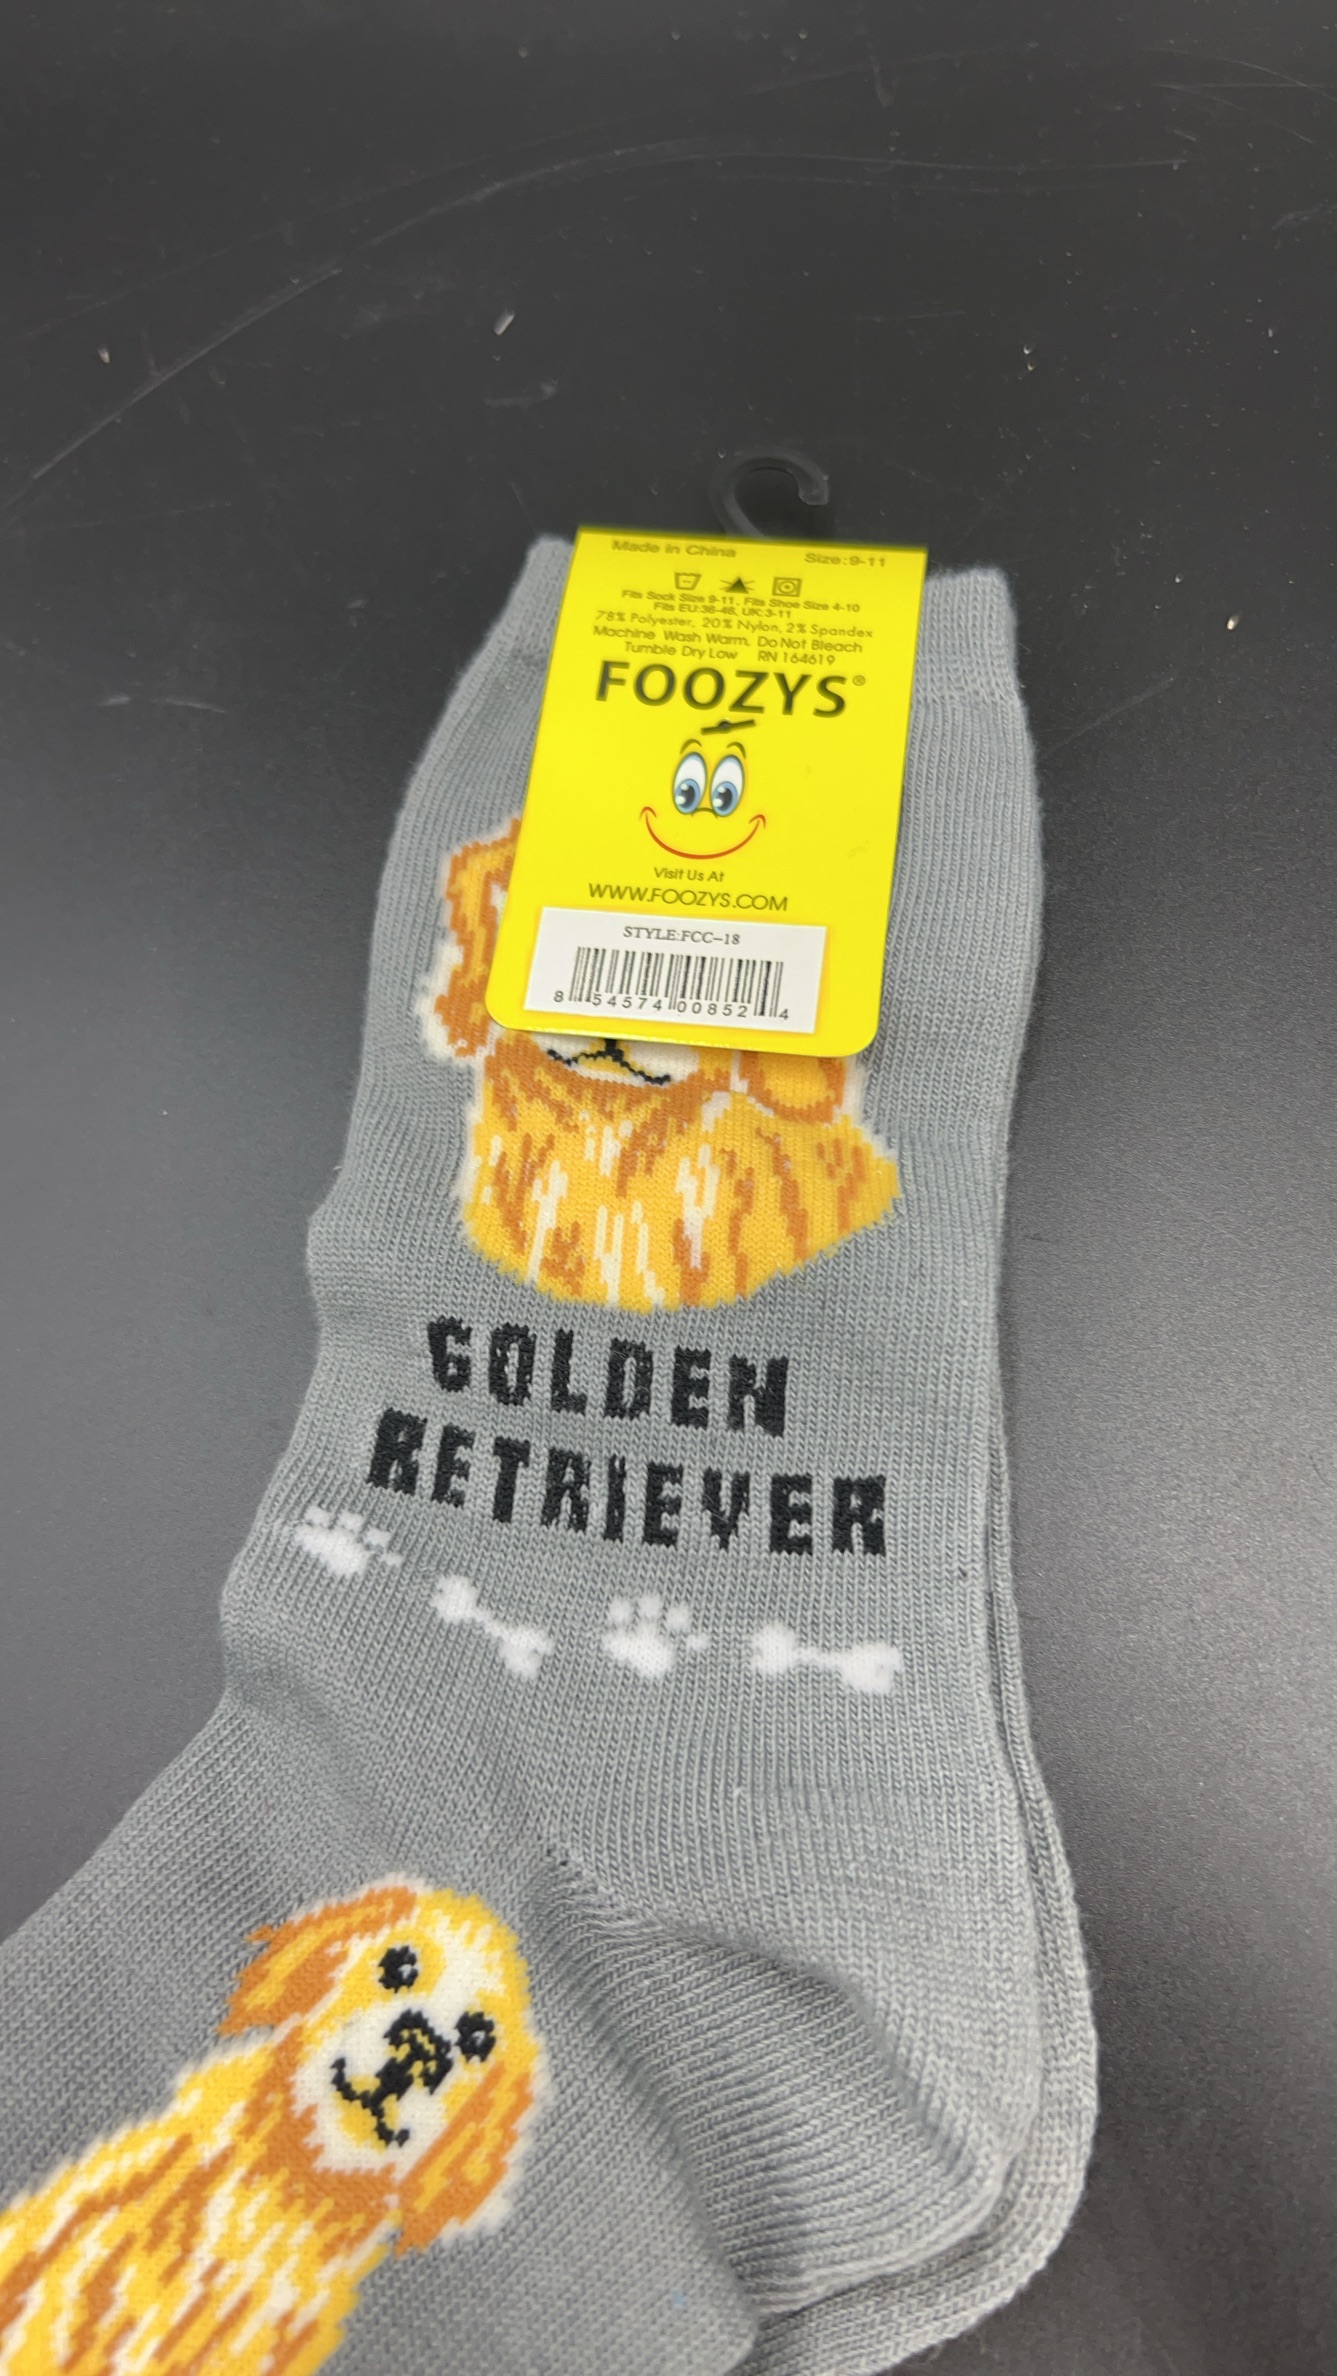 Made in China Size:9-11
Fits Sock Size 9-11, Fits Shoe Size 4-10
Fits EU:36-46, UK:3-11
78% Polyester, 20% Nylon, 2% Spandex
Machine Wash Warm, Do Not Bleach
Tumble Dry Low RN 164619
FOOZYS®
Visit Us At
WWW.FOOZYS.COM
STYLE:FCC-18
8 54574 00852 4
GOLDEN
RETRIEVER